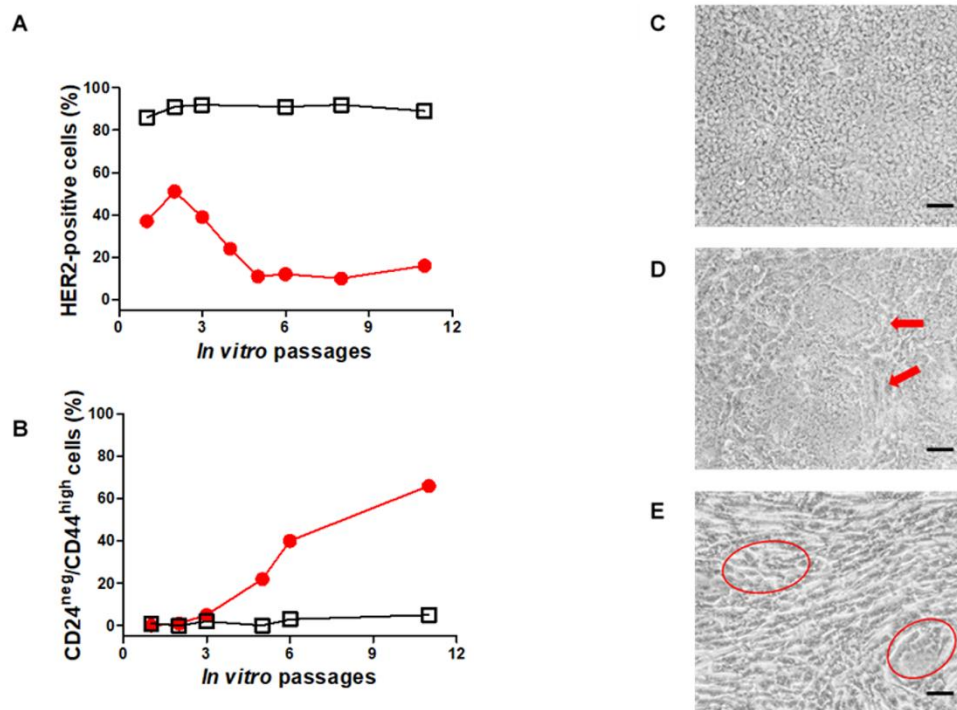 A
HER2-positive cells (%)
100
80
60
40
20
0
0 3 6 9 12
In vitro passages
B
CD24neg/CD44high cells (%)
100
80
60
40
20
0
0 3 6 9 12
In vitro passages
C
D
E